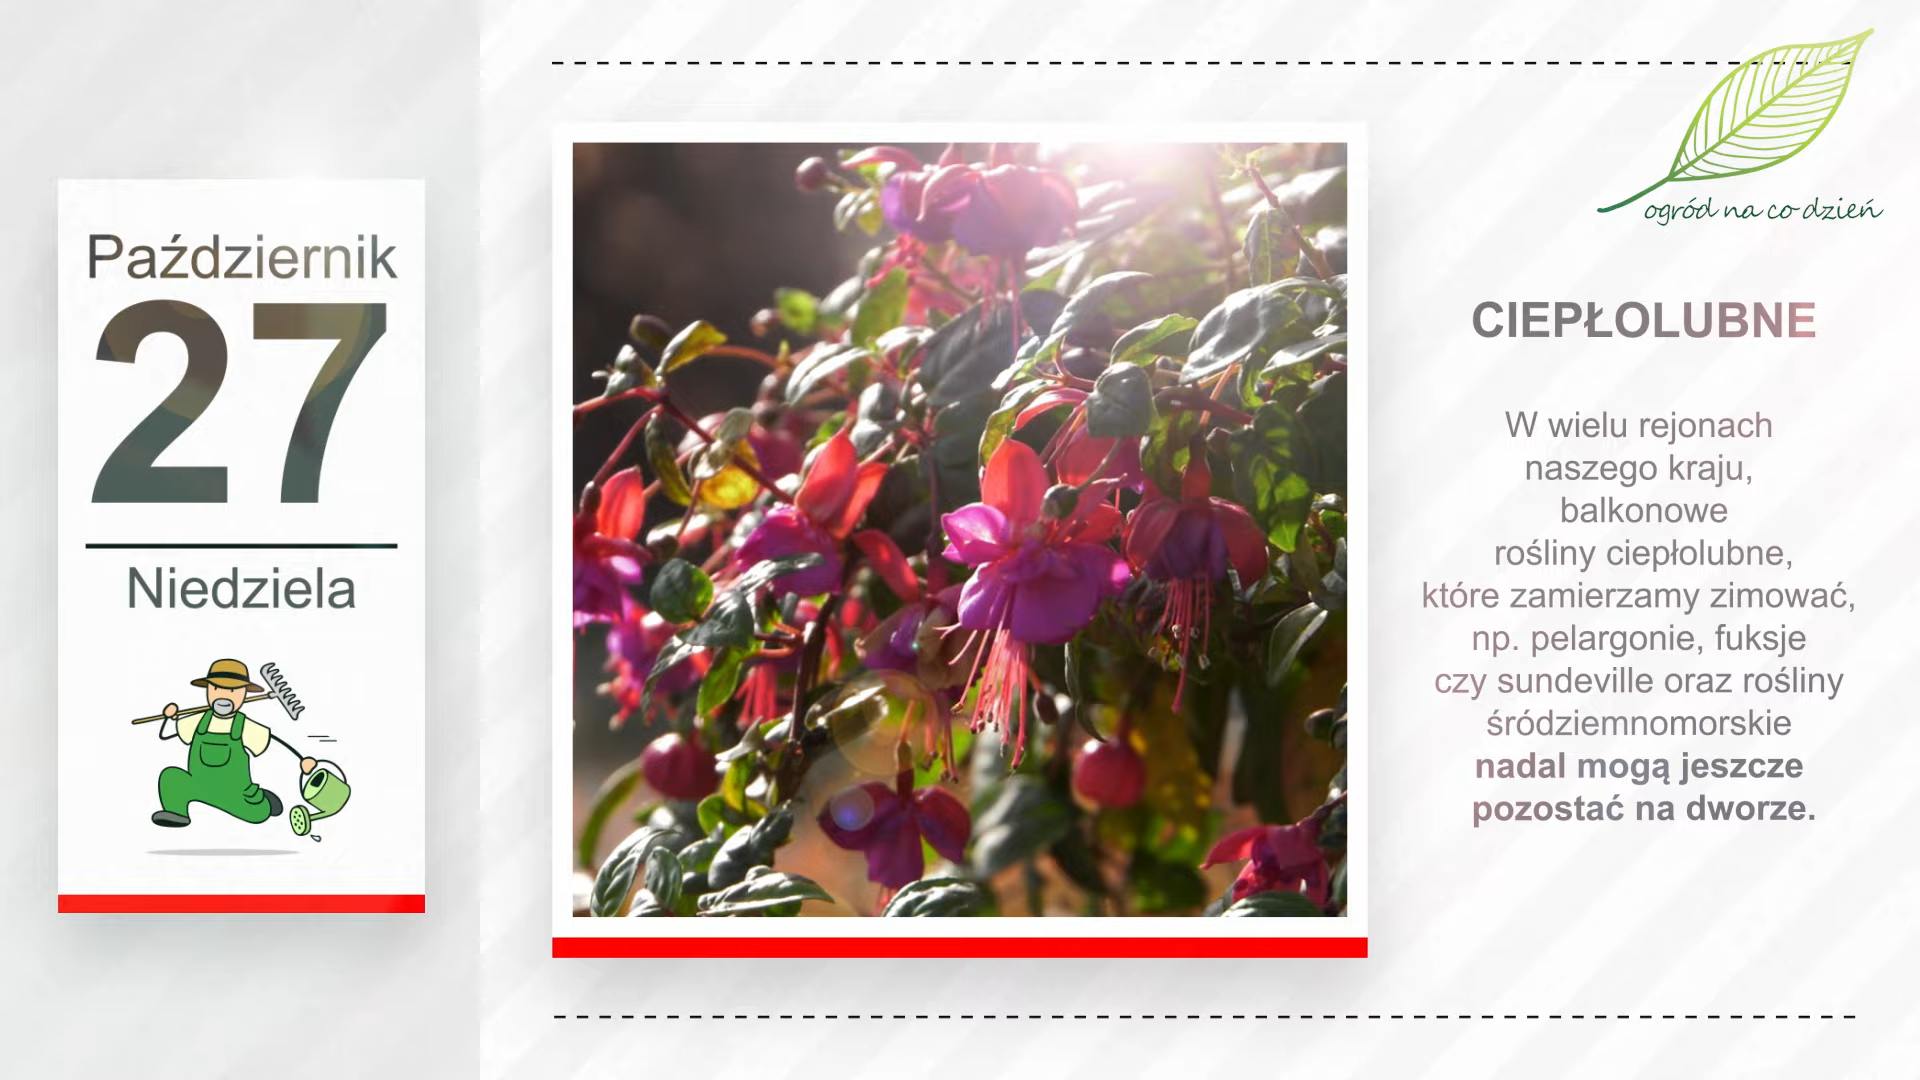 Październik
27
Niedziela
ogród na co dzień
CIEPŁOLUBNE
W wielu rejonach
naszego kraju,
balkonowe
rośliny ciepłolubne,
które zamierzamy zimować,
np. pelargonie, fuksje
czy sundeville oraz rośliny
śródziemnomorskie
nadal mogą jeszcze
pozostać na dworze.